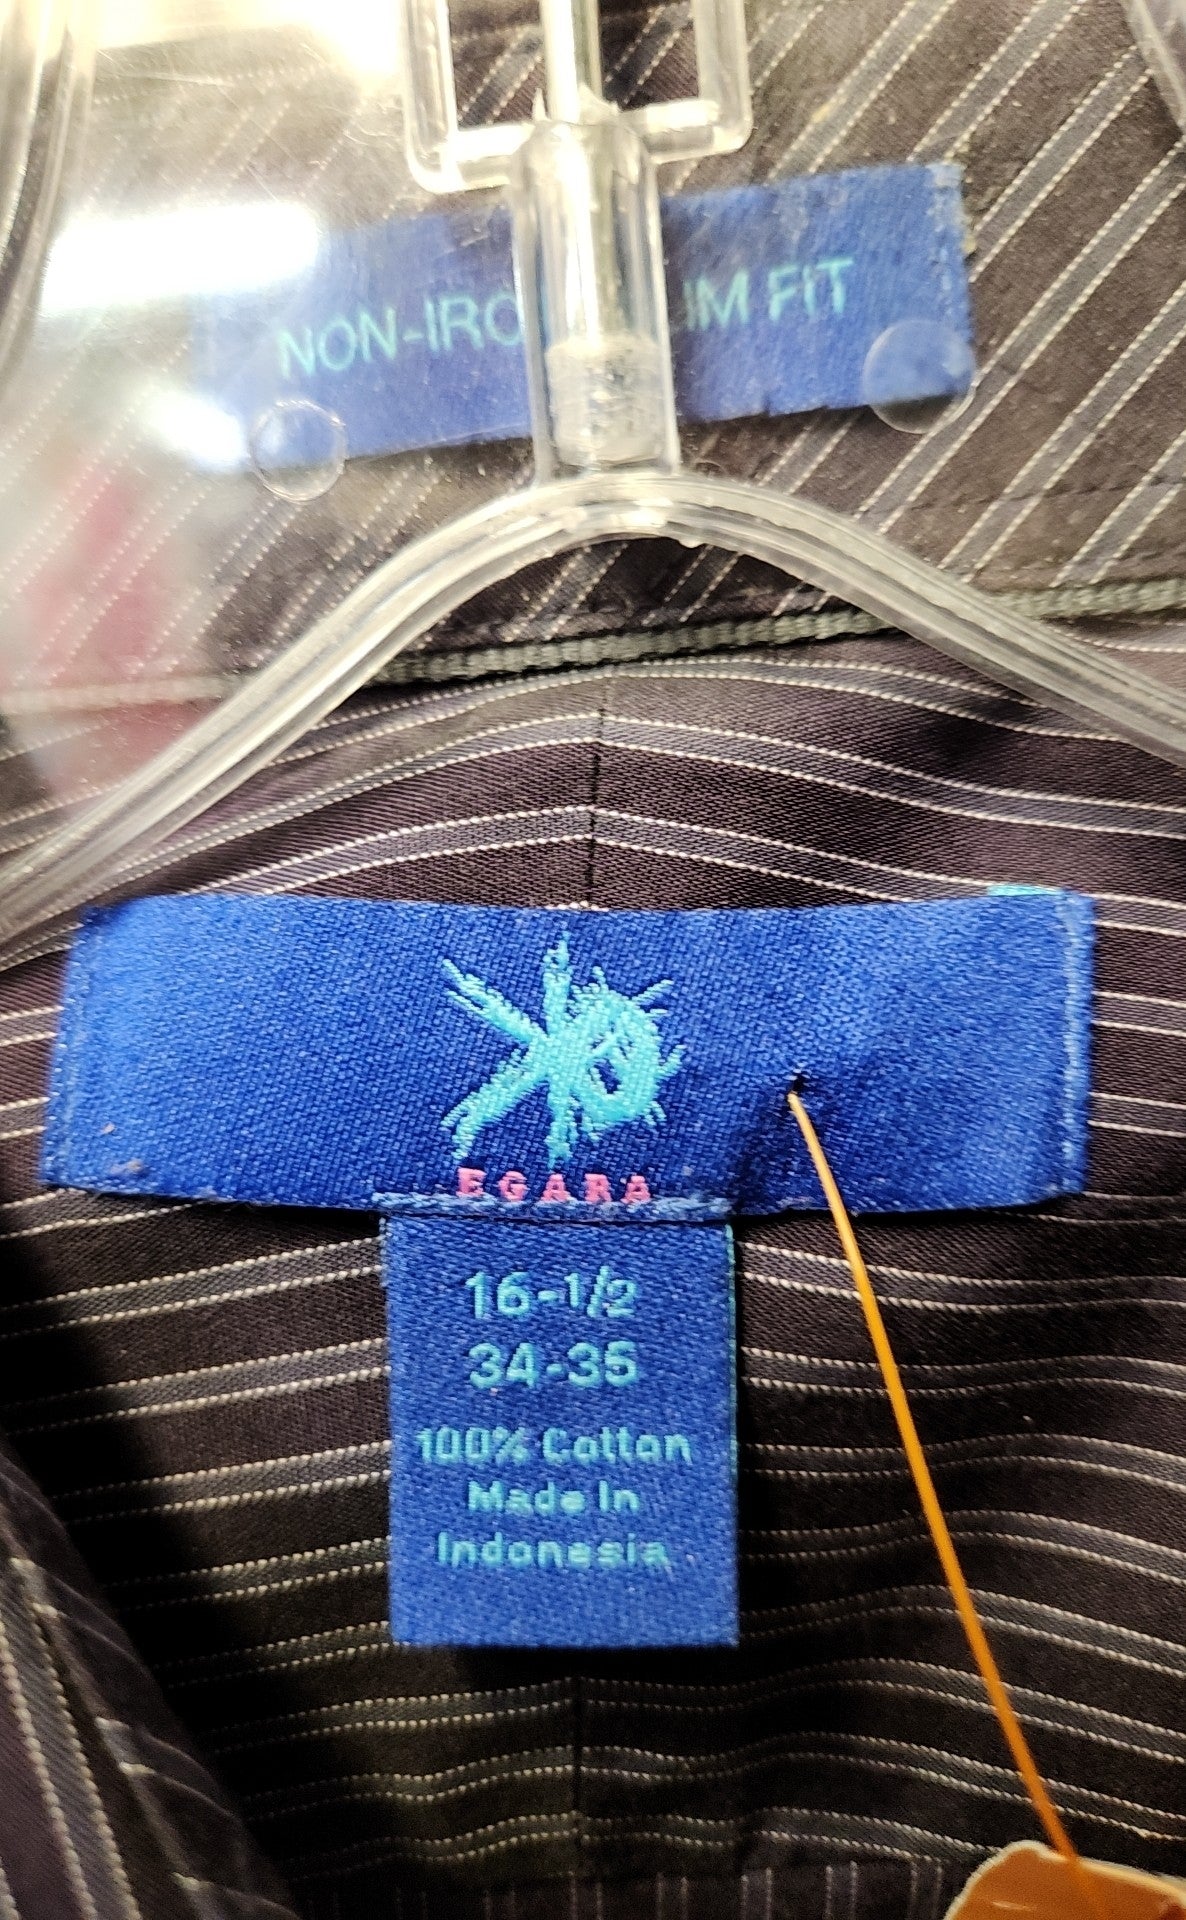 NON-IRO IM FIT
EGARA
16-1/2
34-35
100% Cotton
Made In
Indonesia